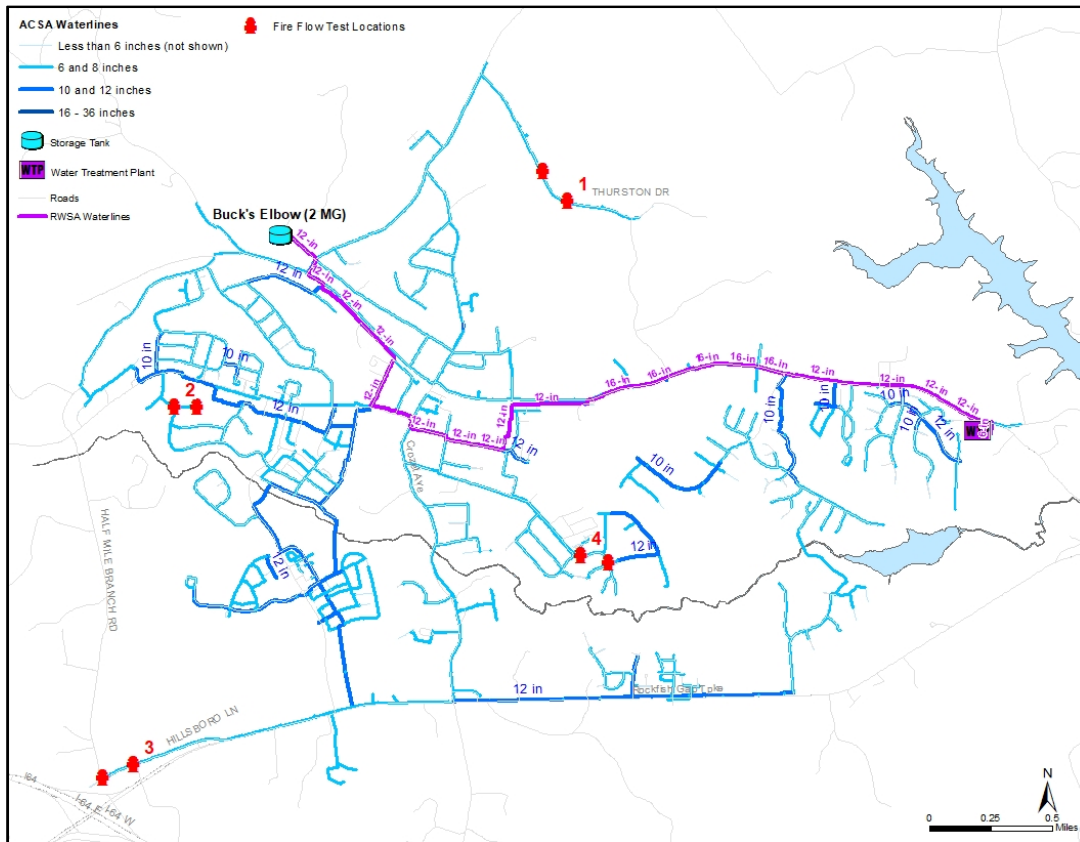 ACSA Waterlines
Less than 6 inches (not shown)
6 and 8 inches
10 and 12 inches
16 - 36 inches
Storage Tank
WTP Water Treatment Plant
Roads
RWSA Waterlines
Fire Flow Test Locations
1
THURSTON DR
Buck's Elbow (2 MG)
12-in
12-in
12-in
12 in
12-in
12-in
12-in
12-in
10 in
10 in
2
12 in
12-in
12-in
12-in
12-in
12 in
12-in
16-in
16-in
16-in
16-in
16-in
12-in
12-in
12-in
12-in
10 in
10 in
10 in
10 in
12 in
10 in
Crozet AVe
4
12 in
12 in
HALF MILE BRANCH RD
12 in
HILLSBORO LN
3
I64
I-64 E
I-64 W
N
0 0.25 0.5
Miles